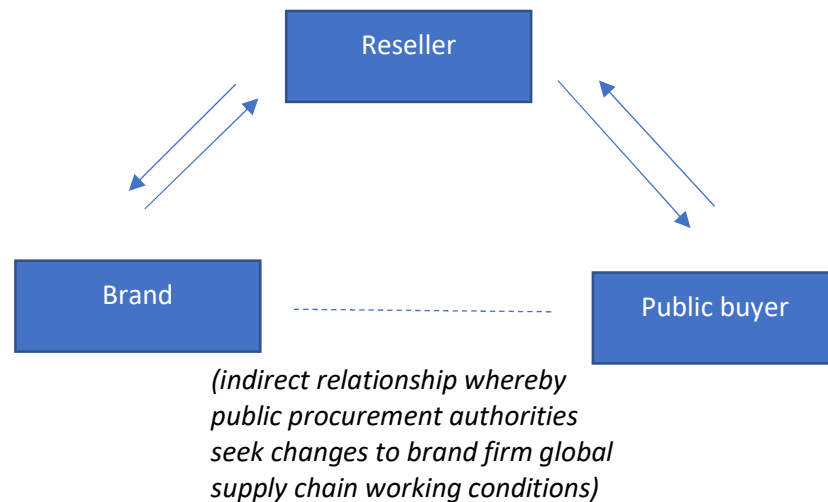 Reseller
Brand
Public buyer
(indirect relationship whereby
public procurement authorities
seek changes to brand firm global
supply chain working conditions)